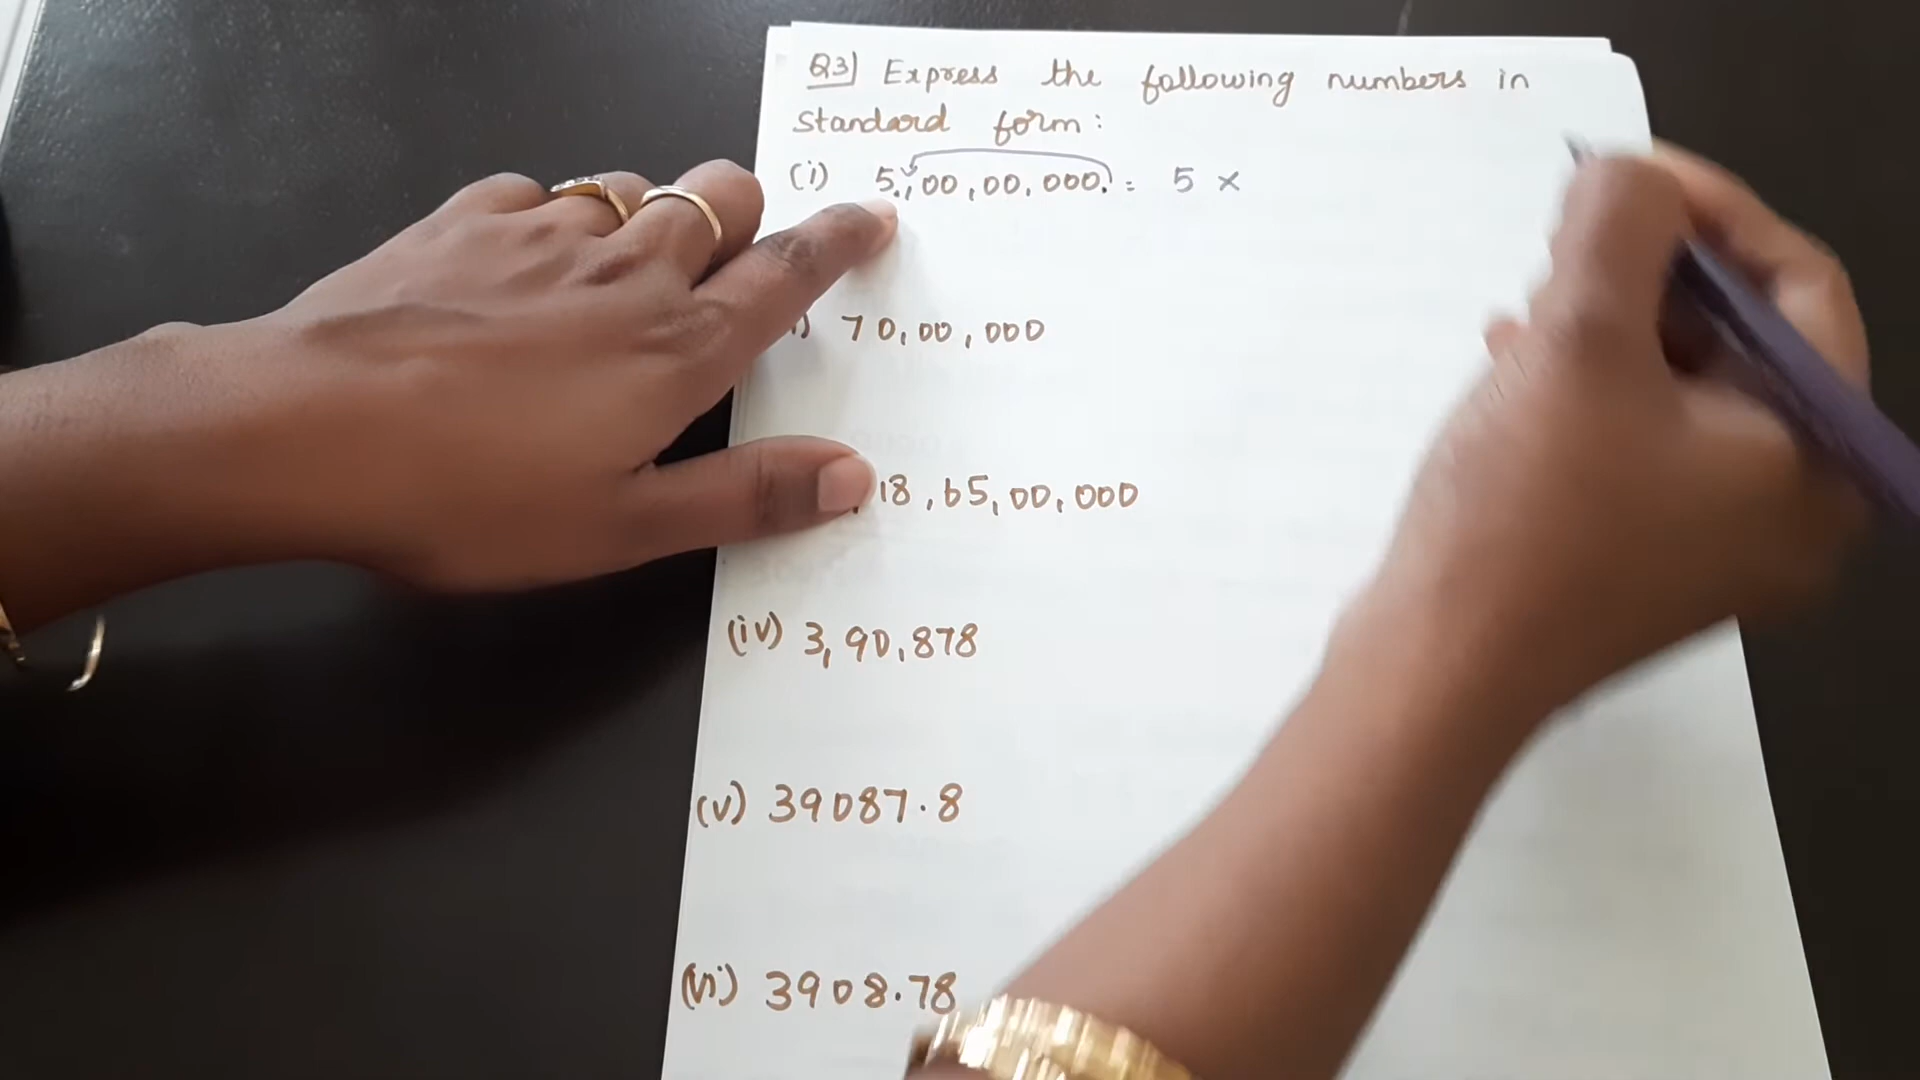 Q3) Express the following numbers in
standard form:
(i) 5,00,00,000. = 5 ×
) 70,00,000
,18,65,00,000
(iv) 3,90,878
(v) 39087.8
(vi) 3908.78